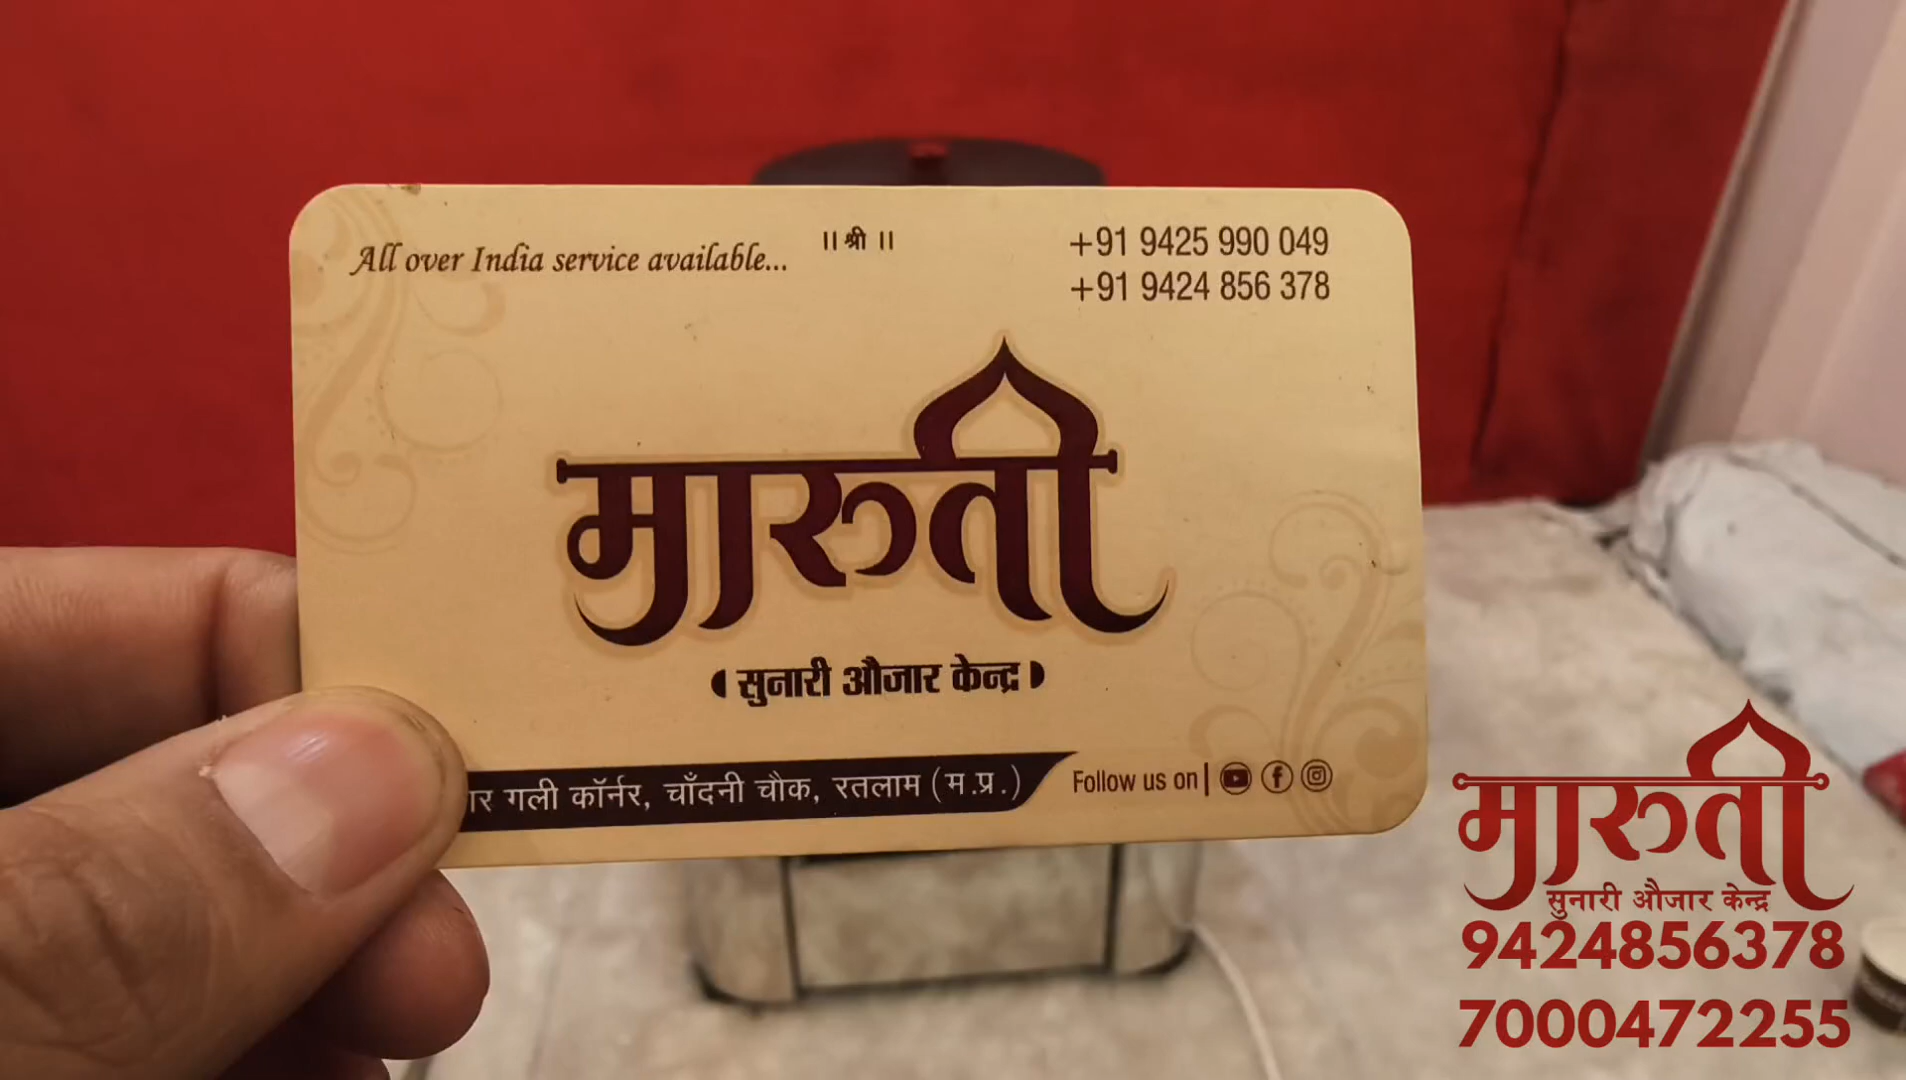 All over India service available...
|| श्री ||
+91 9425 990 049
+91 9424 856 378
मारुती
सुनारी औजार केन्द्र
गली कॉर्नर, चाँदनी चौक, रतलाम (म.प्र.)
Follow us on |
मारुती
सुनारी औजार केन्द्र
9424856378
7000472255